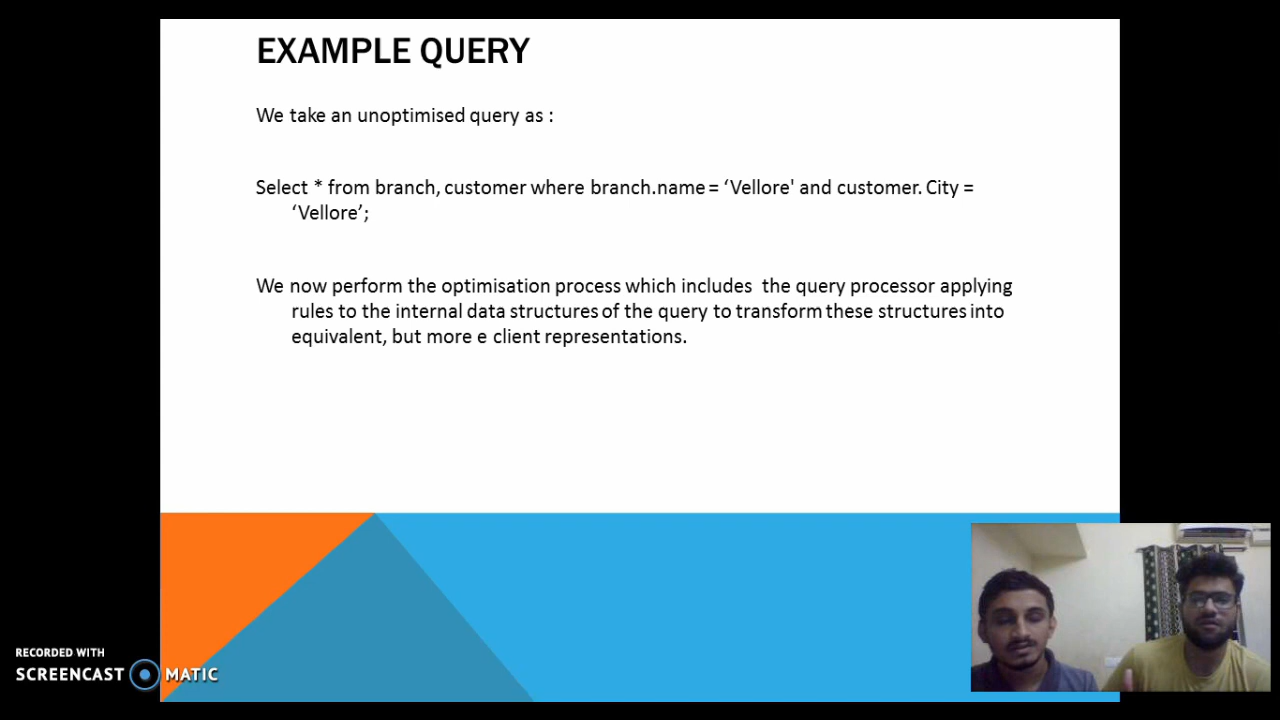 EXAMPLE QUERY
We take an unoptimised query as :
Select * from branch, customer where branch.name = ‘Vellore' and customer. City =
‘Vellore’;
We now perform the optimisation process which includes  the query processor applying
rules to the internal data structures of the query to transform these structures into
equivalent, but more e client representations.
RECORDED WITH
SCREENCAST MATIC